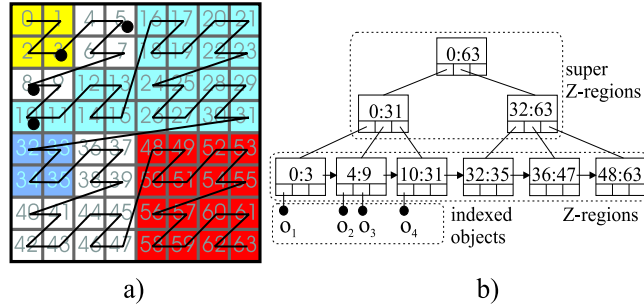 0 1 4 5 16 17 20 21
2 3 6 7 18 19 22 23
8 9 12 13 24 25 28 29
10 11 14 15 26 27 30 31
32 33 36 37 48 49 52 53
34 35 38 39 50 51 54 55
40 41 44 45 56 57 60 61
42 43 46 47 58 59 62 63
a)
0:63
super
Z-regions
0:31 32:63
0:3 4:9 10:31 32:35 36:47 48:63
o1 o2 o3 o4
indexed
objects
Z-regions
b)